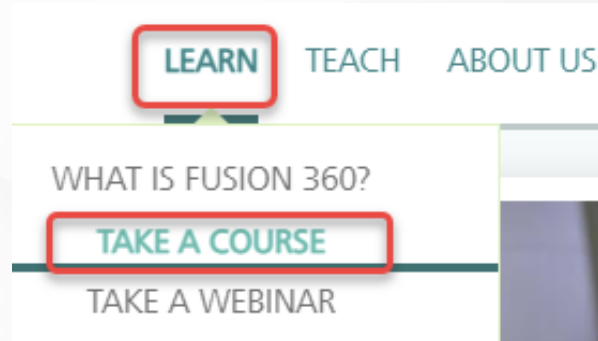 LEARN TEACH ABOUT US
WHAT IS FUSION 360?
TAKE A COURSE
TAKE A WEBINAR